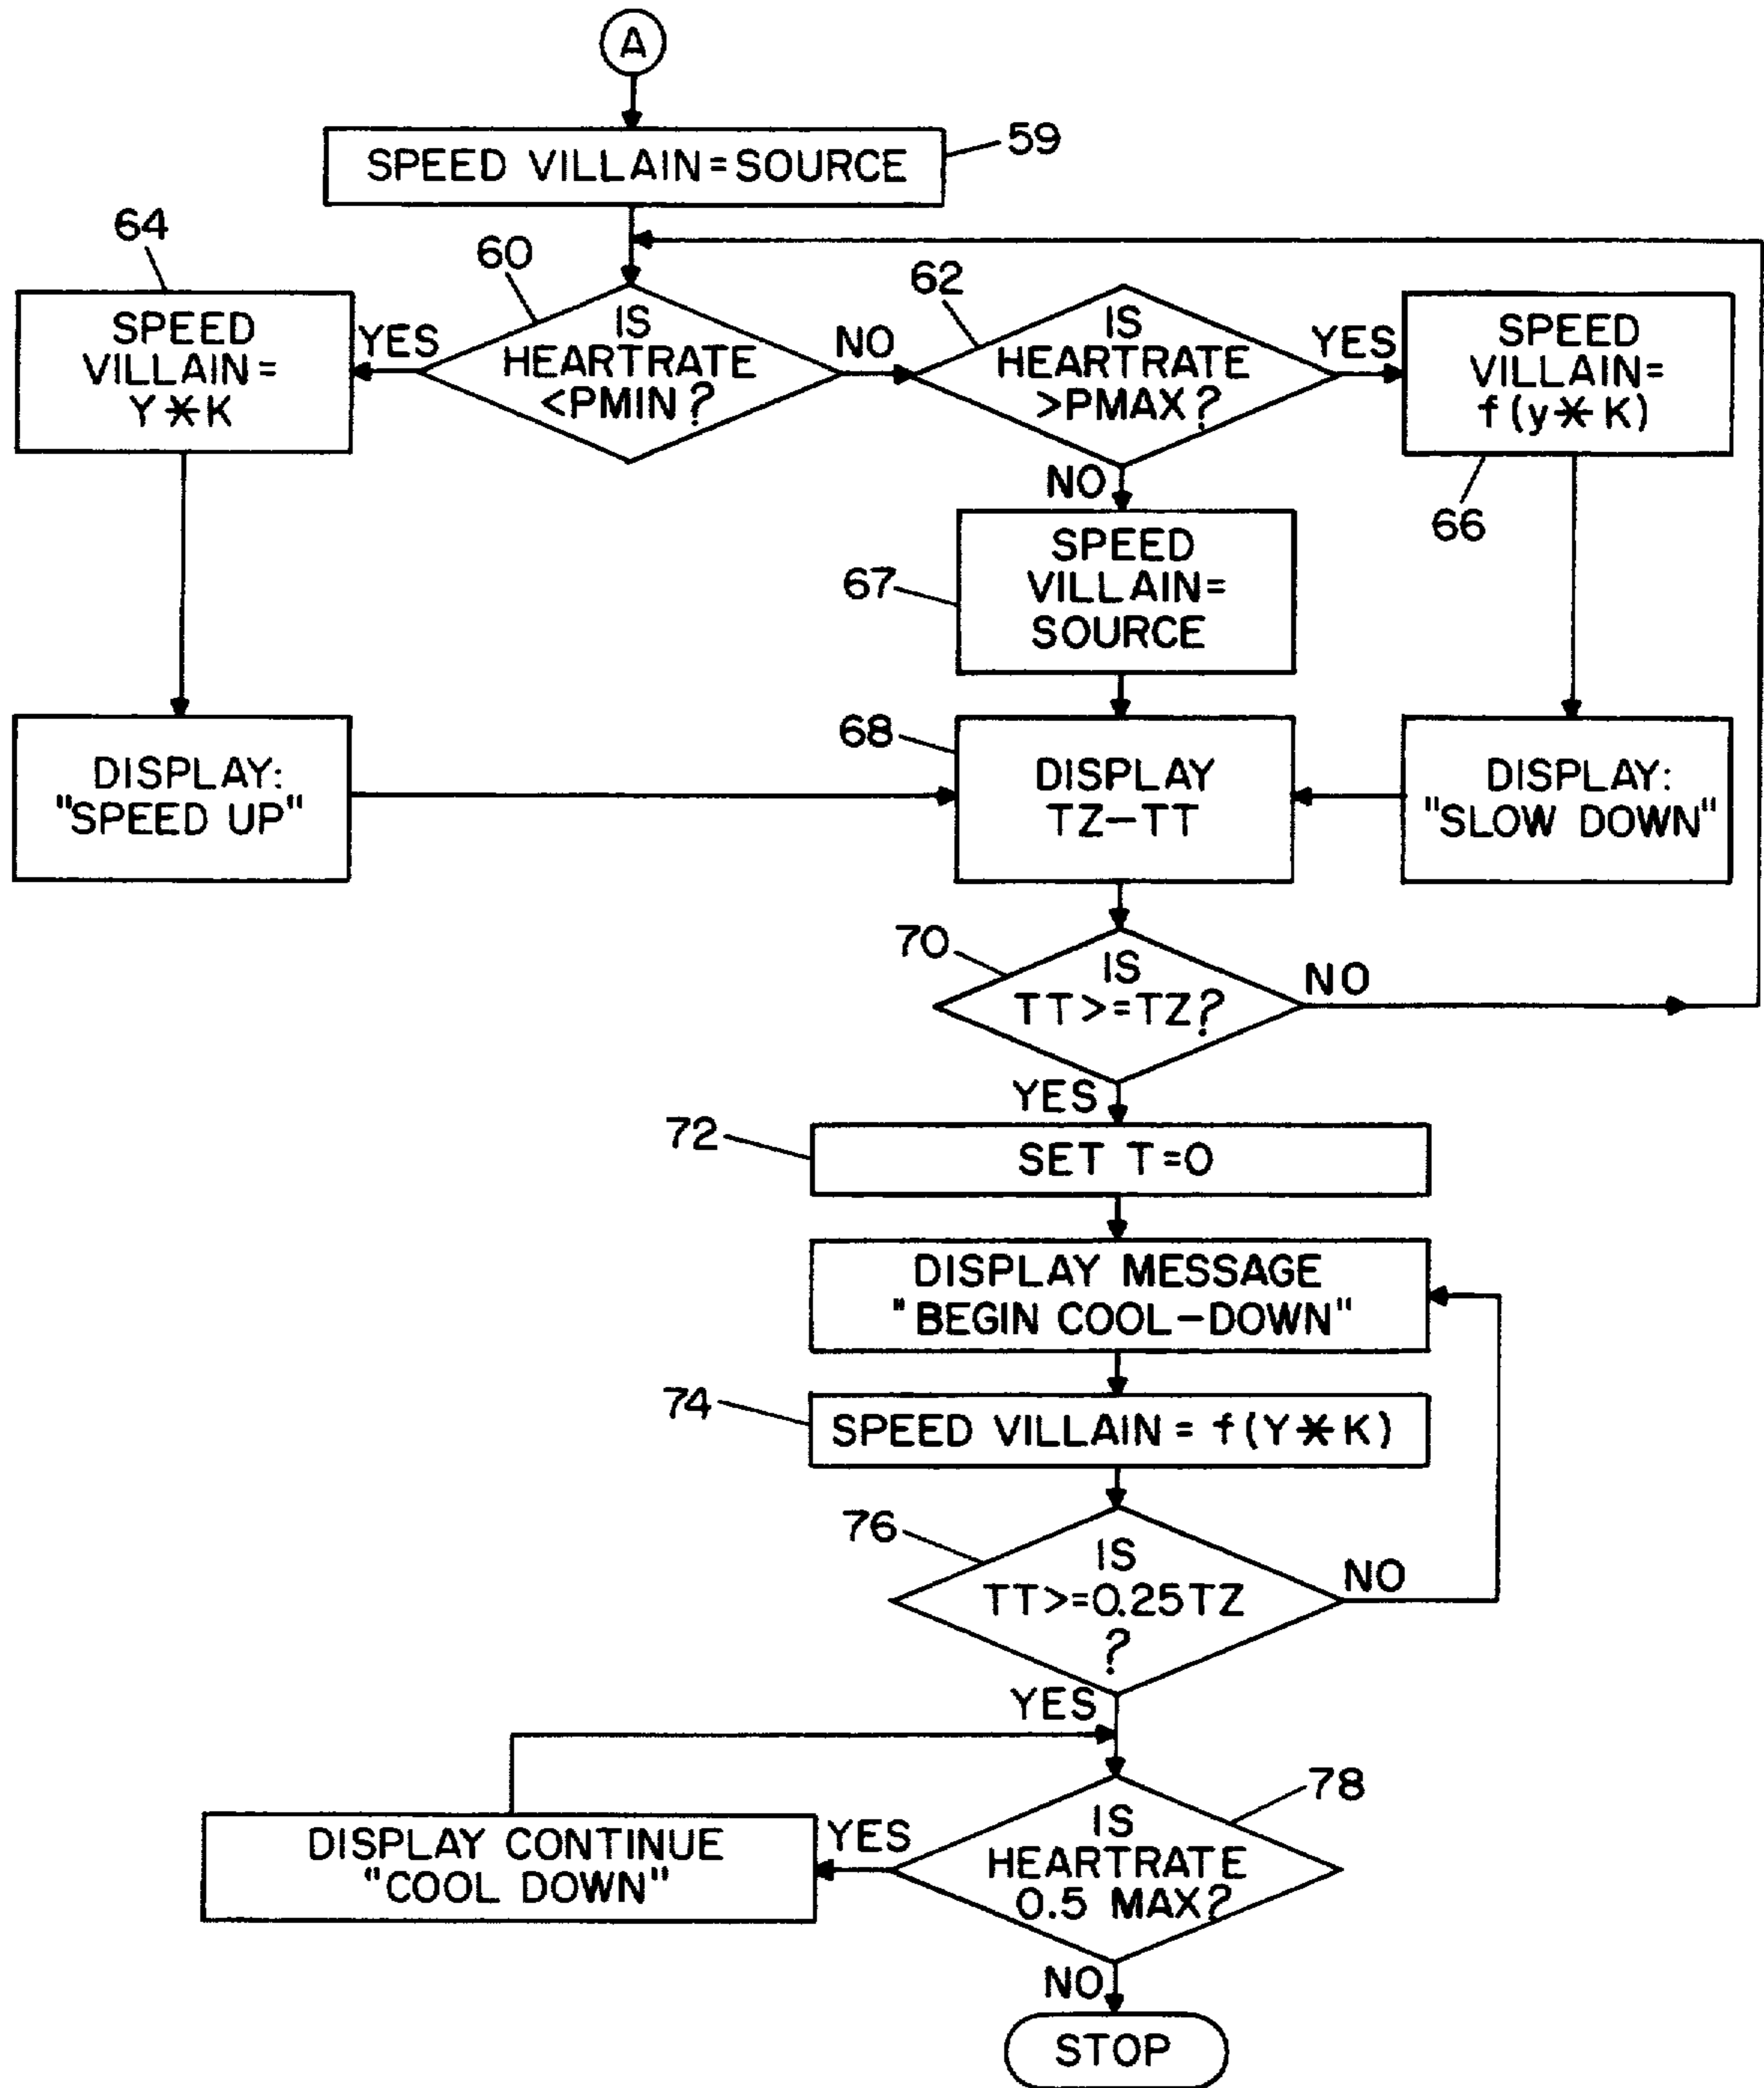 A
SPEED VILLAIN=SOURCE
59
64
60
62
SPEED
VILLAIN=
Y*K
YES
IS
HEARTRATE
<PMIN?
NO
IS
HEARTRATE
>PMAX?
YES
SPEED
VILLAIN=
f(y*K)
66
NO
67
SPEED
VILLAIN=
SOURCE
DISPLAY:
"SPEED UP"
68
DISPLAY
TZ-TT
DISPLAY:
"SLOW DOWN"
70
IS
TT>=TZ?
NO
YES
72
SET T=0
DISPLAY MESSAGE
"BEGIN COOL-DOWN"
74
SPEED VILLAIN = f(Y*K)
76
IS
TT>=0.25TZ
?
NO
YES
78
DISPLAY CONTINUE
"COOL DOWN"
YES
IS
HEARTRATE
0.5 MAX?
NO
STOP